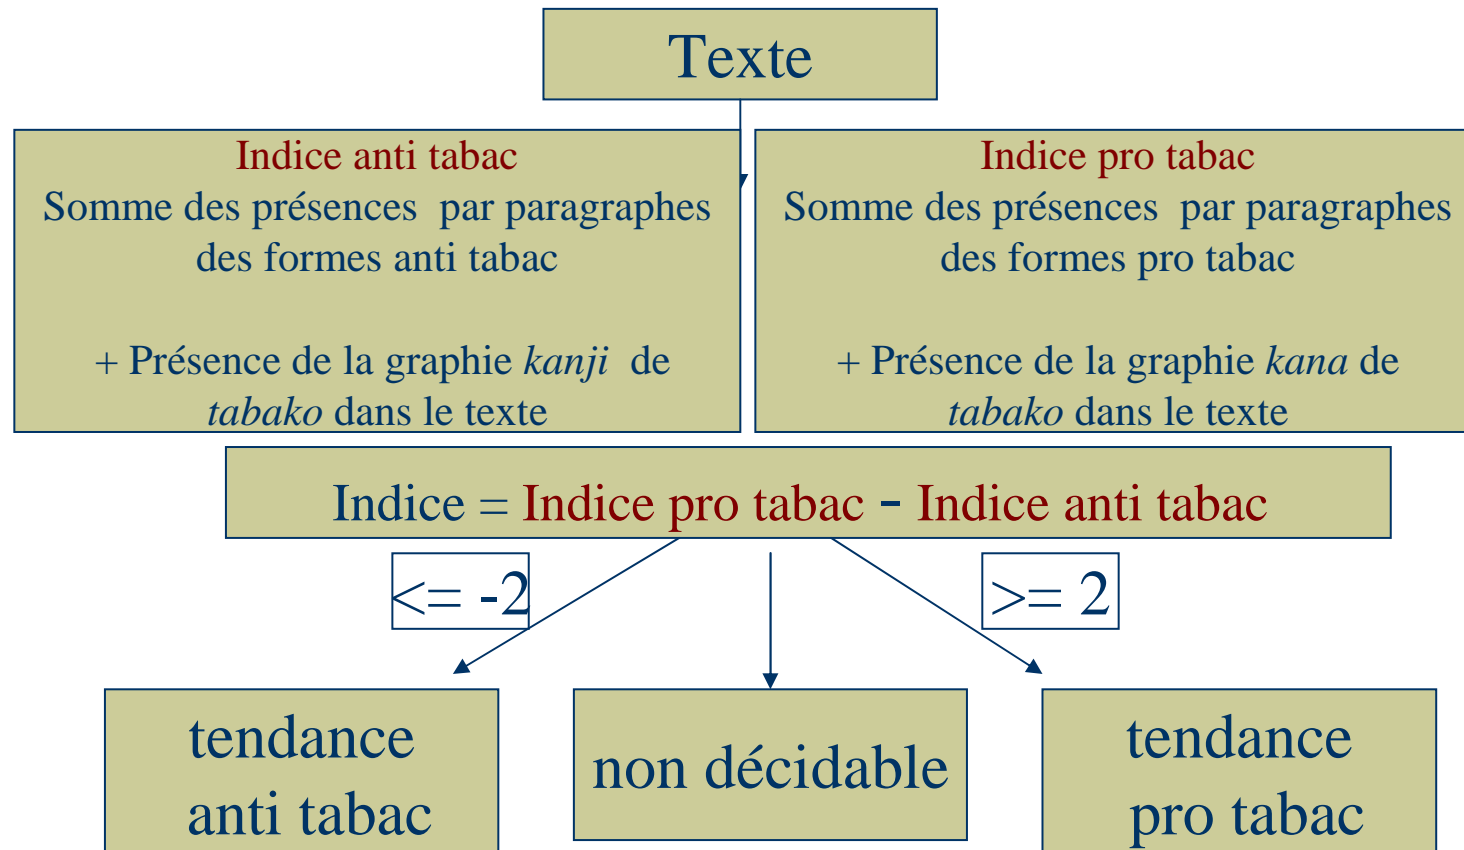 Texte
Indice anti tabac
Somme des présences par paragraphes
des formes anti tabac
+ Présence de la graphie kanji de
tabako dans le texte
Indice pro tabac
Somme des présences par paragraphes
des formes pro tabac
+ Présence de la graphie kana de
tabako dans le texte
Indice = Indice pro tabac - Indice anti tabac
<= -2
>= 2
tendance
anti tabac
non décidable
tendance
pro tabac